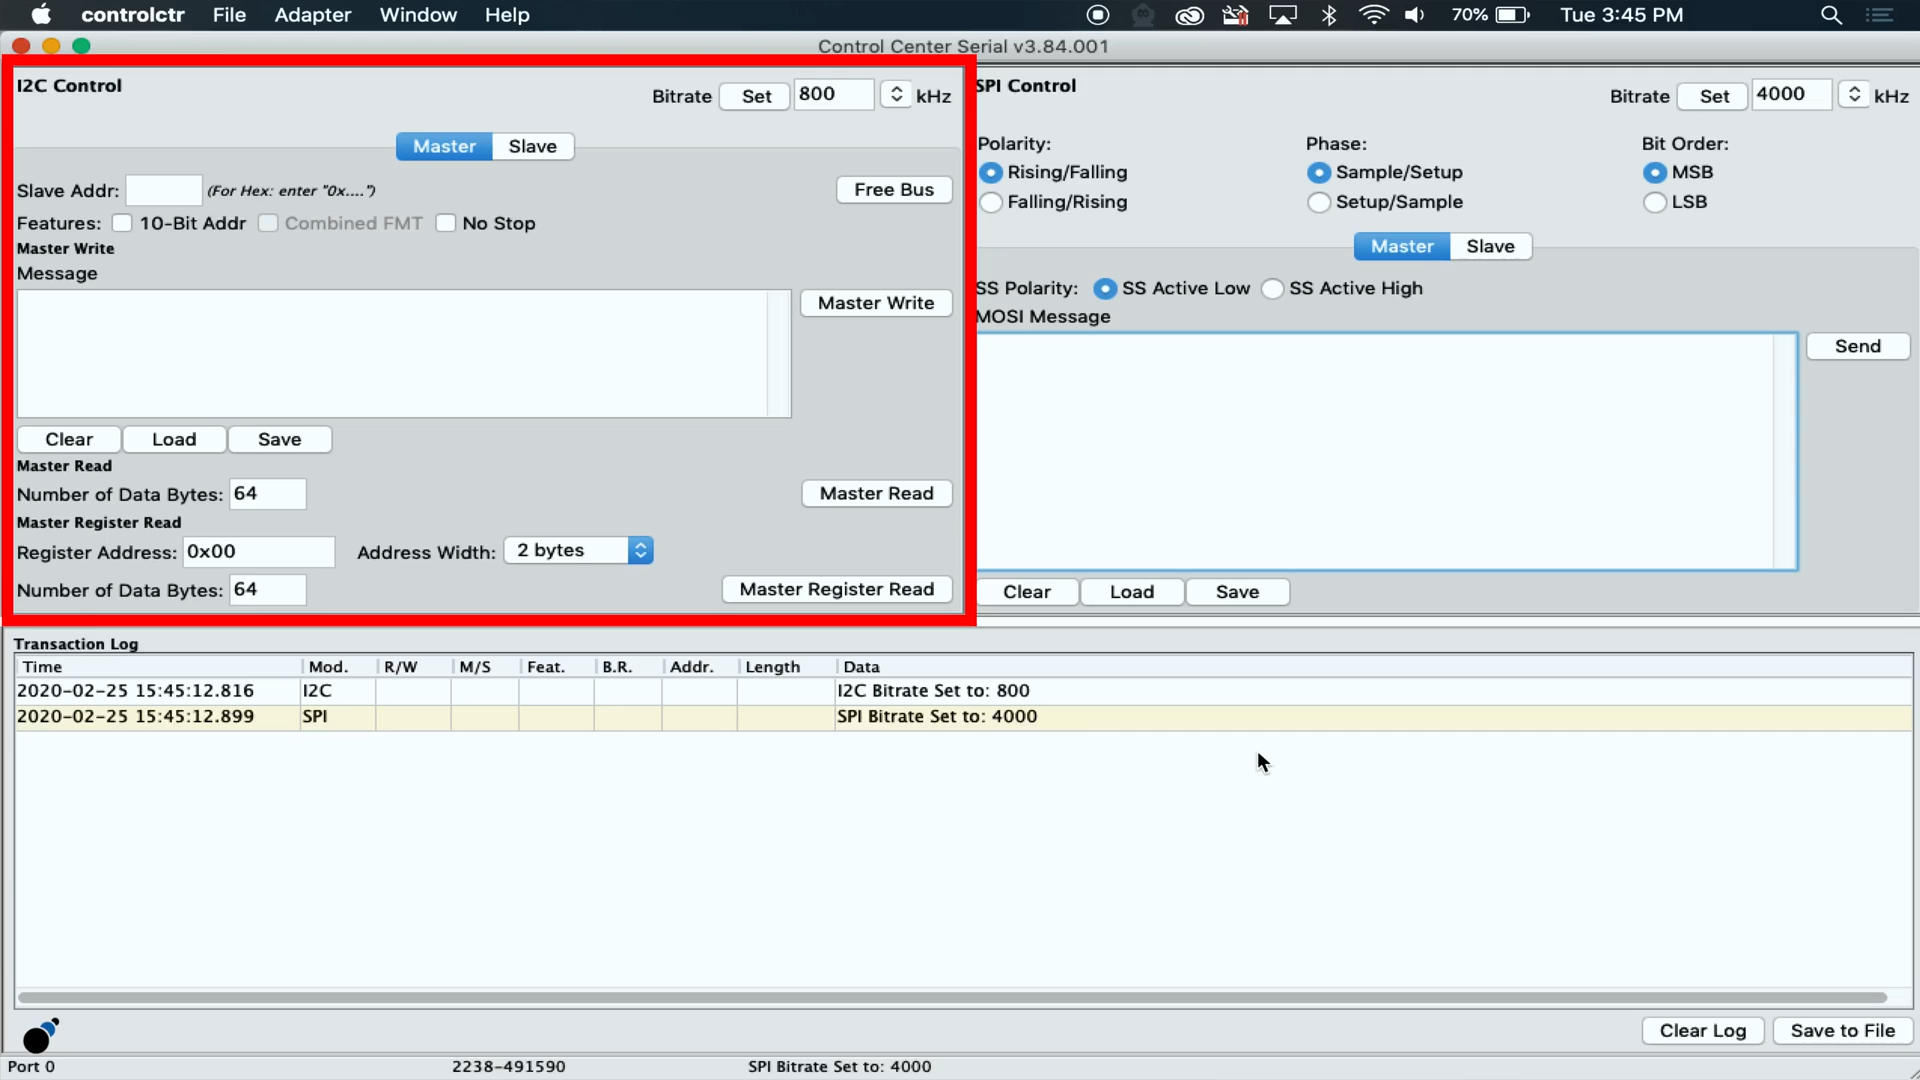 controlctr File Adapter Window Help 70% Tue 3:45 PM
Control Center Serial v3.84.001
I2C Control
Bitrate Set 800 kHz
Master Slave
Slave Addr: (For Hex: enter "0x....") Free Bus
Features: 10-Bit Addr Combined FMT No Stop
Master Write
Message
Master Write
Clear Load Save
Master Read
Number of Data Bytes: 64 Master Read
Master Register Read
Register Address: 0x00 Address Width: 2 bytes
Number of Data Bytes: 64 Master Register Read
SPI Control
Bitrate Set 4000 kHz
Polarity: Phase: Bit Order:
Rising/Falling Sample/Setup MSB
Falling/Rising Setup/Sample LSB
Master Slave
SS Polarity: SS Active Low SS Active High
MOSI Message
Send
Clear Load Save
Transaction Log
Time Mod. R/W M/S Feat. B.R. Addr. Length Data
2020-02-25 15:45:12.816 I2C I2C Bitrate Set to: 800
2020-02-25 15:45:12.899 SPI SPI Bitrate Set to: 4000
Clear Log Save to File
Port 0 2238-491590 SPI Bitrate Set to: 4000